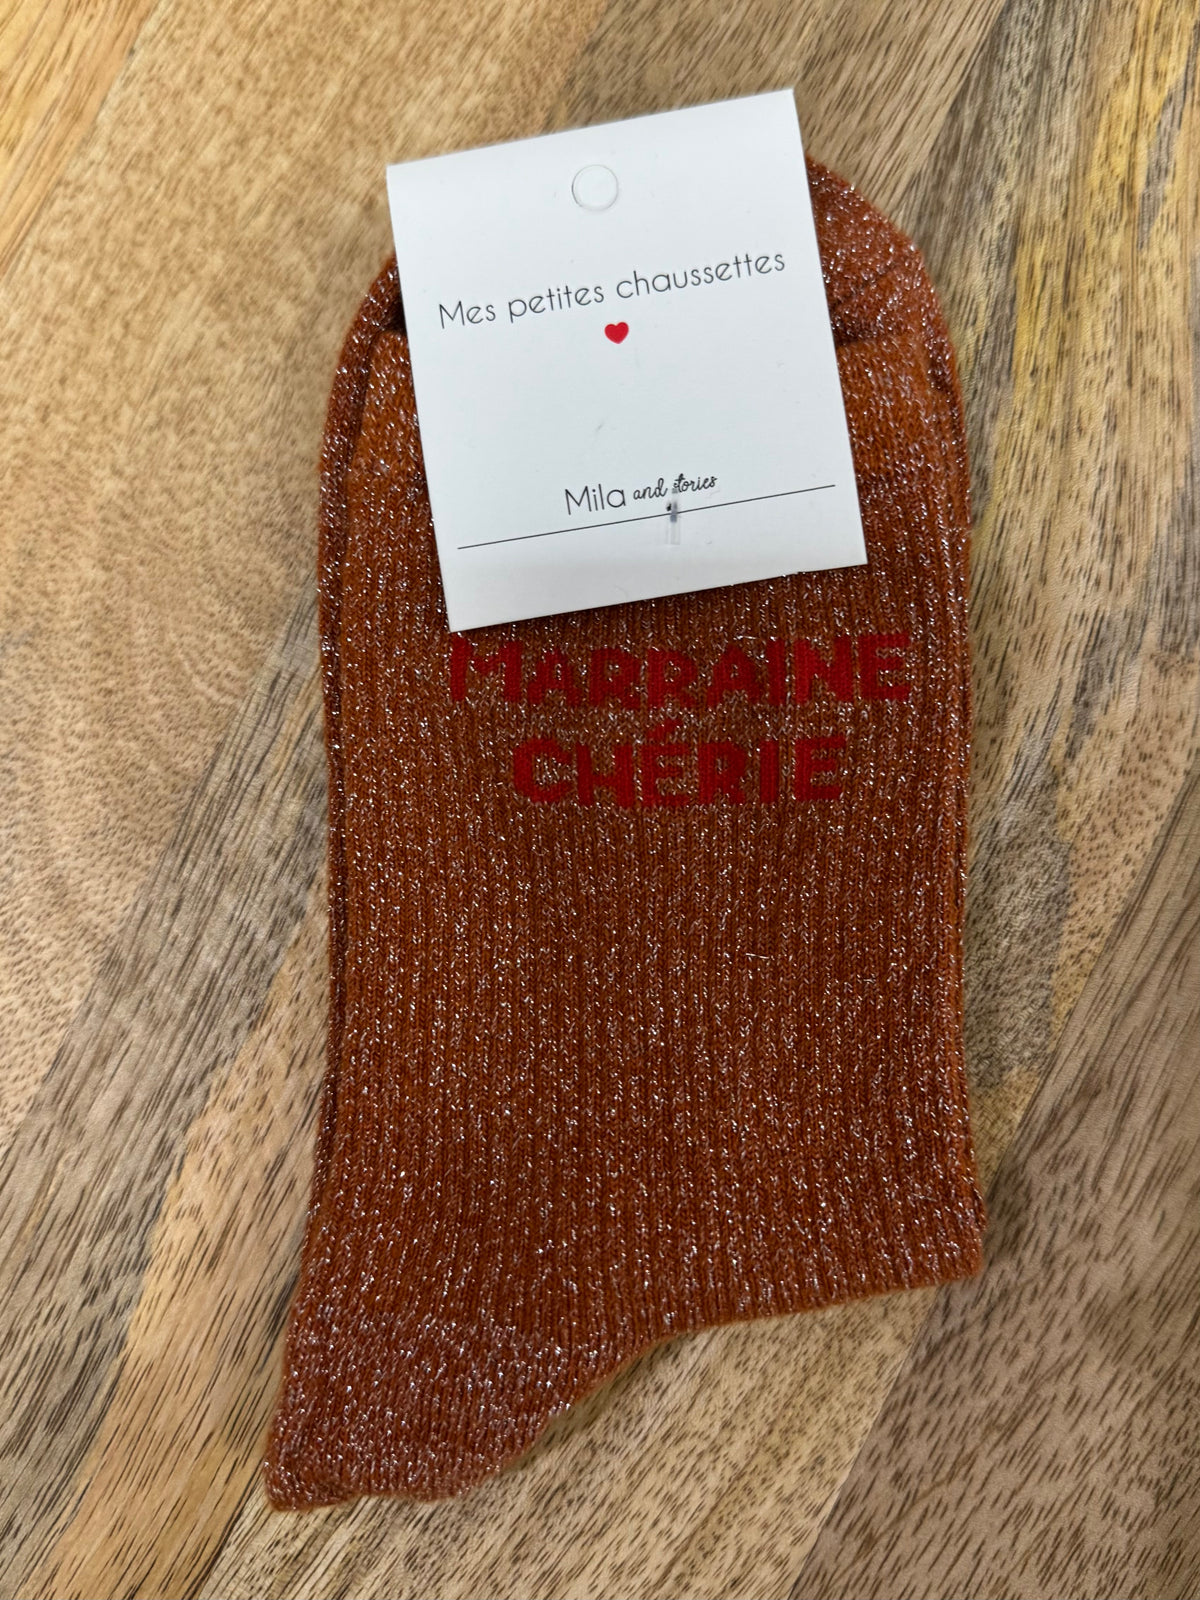 Mes petites chaussettes
Mila and stories
MARRAINE
CHÉRIE